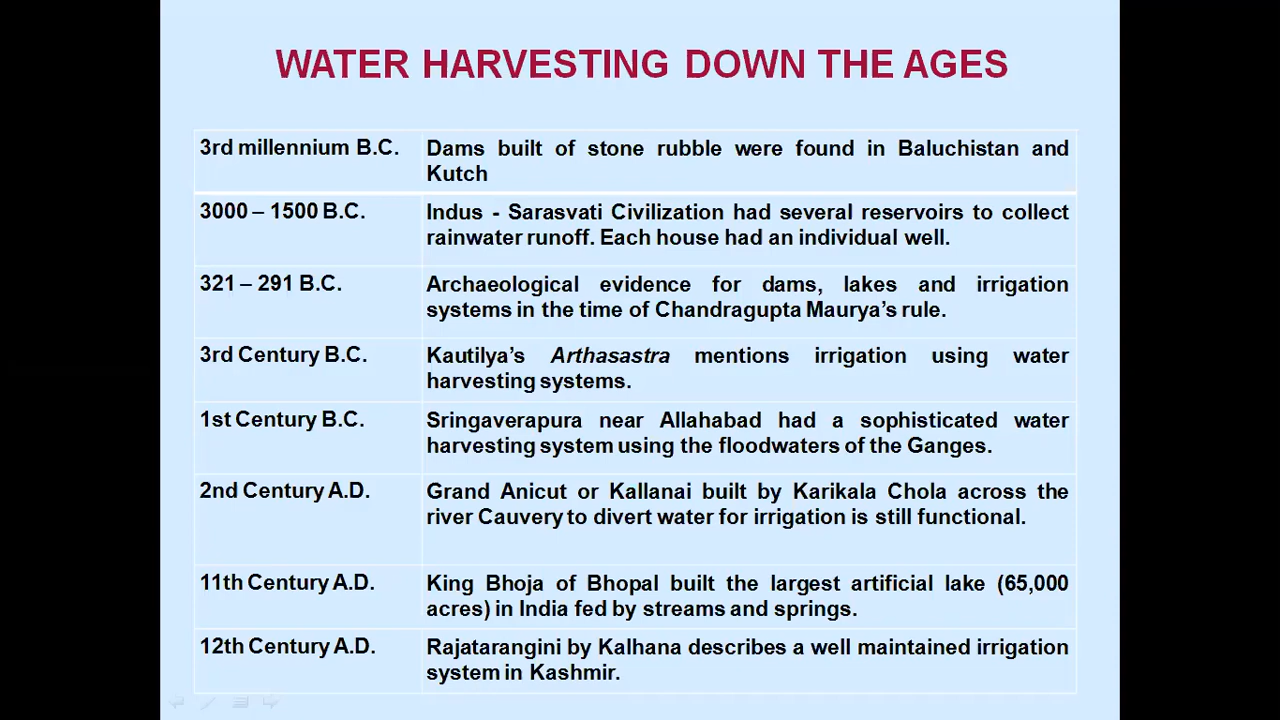 WATER HARVESTING DOWN THE AGES
3rd millennium B.C. Dams built of stone rubble were found in Baluchistan and
Kutch
3000 – 1500 B.C. Indus - Sarasvati Civilization had several reservoirs to collect
rainwater runoff. Each house had an individual well.
321 – 291 B.C. Archaeological evidence for dams, lakes and irrigation
systems in the time of Chandragupta Maurya’s rule.
3rd Century B.C. Kautilya’s Arthasastra mentions irrigation using water
harvesting systems.
1st Century B.C. Sringaverapura near Allahabad had a sophisticated water
harvesting system using the floodwaters of the Ganges.
2nd Century A.D. Grand Anicut or Kallanai built by Karikala Chola across the
river Cauvery to divert water for irrigation is still functional.
11th Century A.D. King Bhoja of Bhopal built the largest artificial lake (65,000
acres) in India fed by streams and springs.
12th Century A.D. Rajatarangini by Kalhana describes a well maintained irrigation
system in Kashmir.